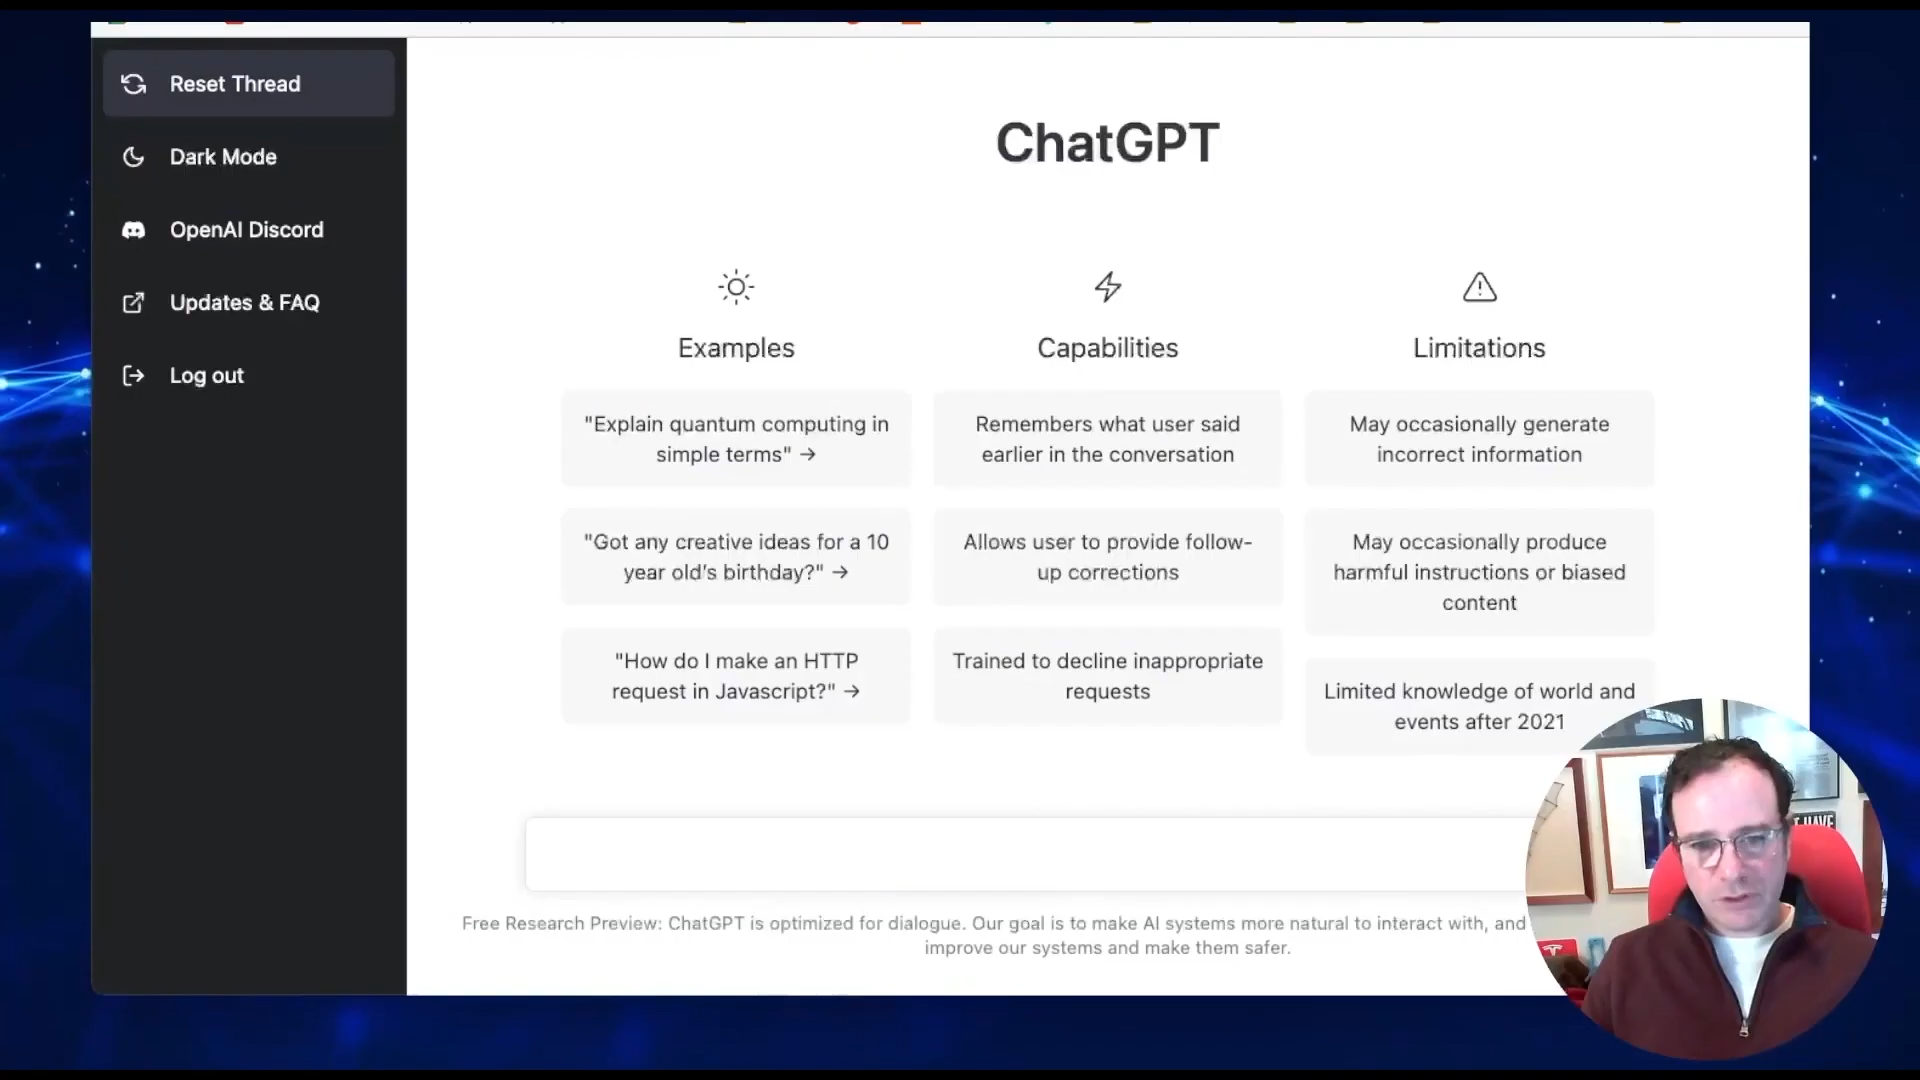 Reset Thread
Dark Mode
OpenAI Discord
Updates & FAQ
Log out
ChatGPT
Examples
"Explain quantum computing in
simple terms" →
"Got any creative ideas for a 10
year old's birthday?" →
"How do I make an HTTP
request in Javascript?" →
Capabilities
Remembers what user said
earlier in the conversation
Allows user to provide follow-
up corrections
Trained to decline inappropriate
requests
Limitations
May occasionally generate
incorrect information
May occasionally produce
harmful instructions or biased
content
Limited knowledge of world and
events after 2021
Free Research Preview: ChatGPT is optimized for dialogue. Our goal is to make AI systems more natural to interact with, and
improve our systems and make them safer.
HAVE